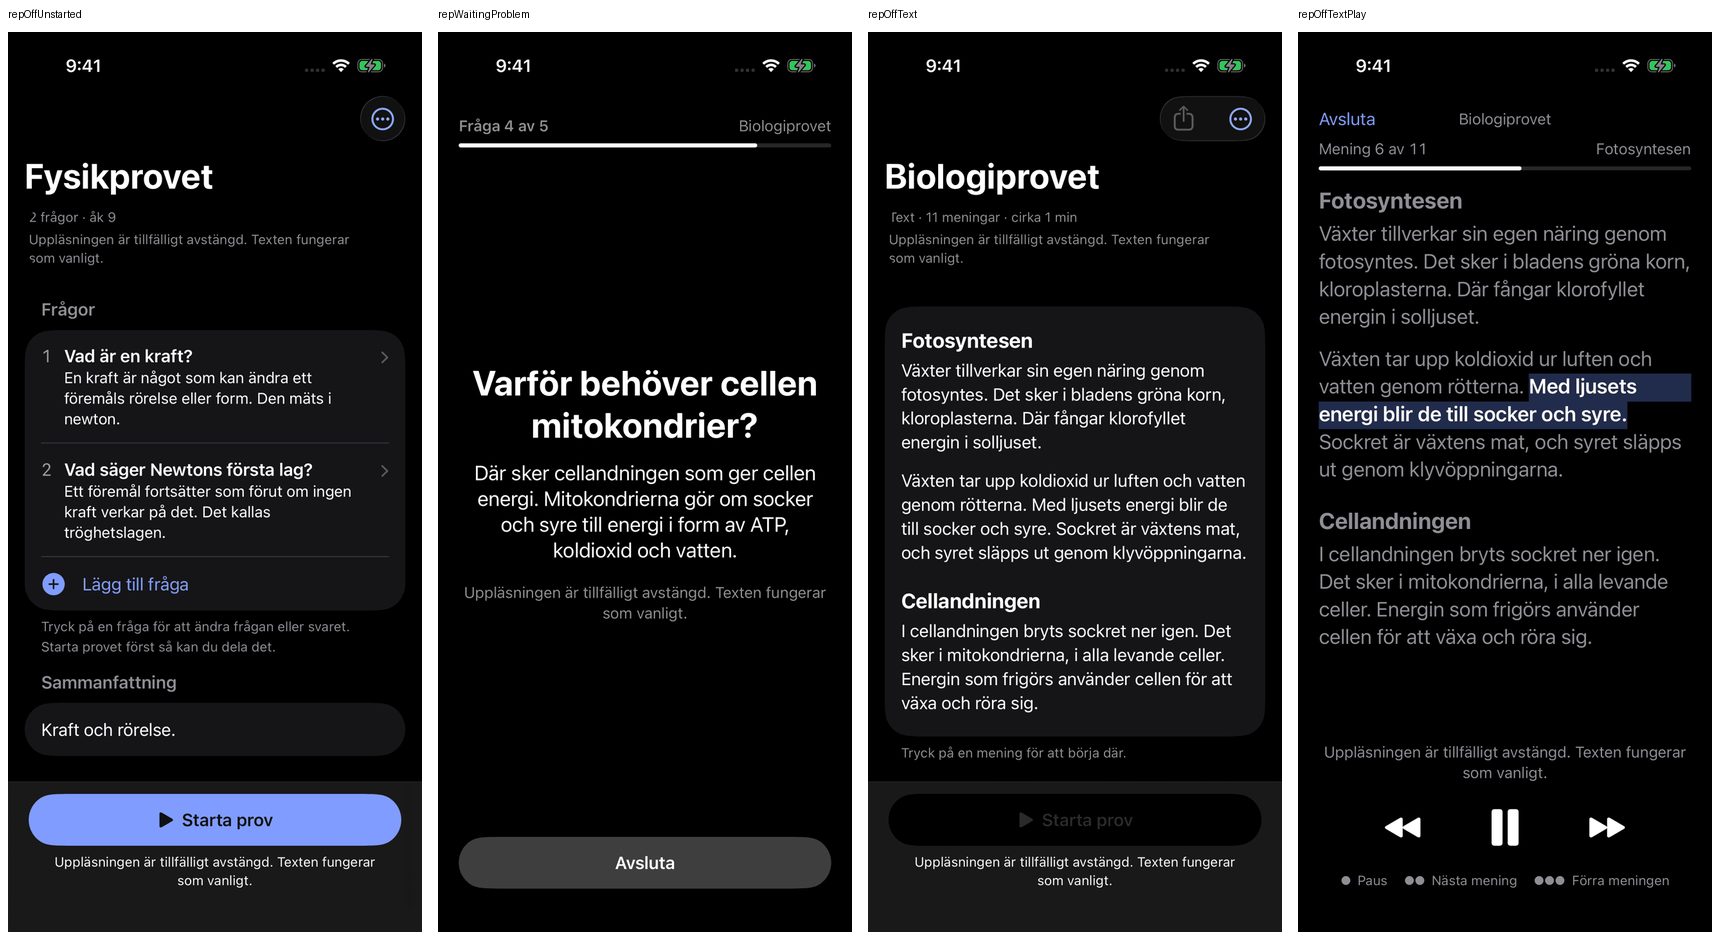 repOffUnstarted
9:41
Fysikprovet
2 frågor · åk 9
Uppläsningen är tillfälligt avstängd. Texten fungerar
som vanligt.
Frågor
1 Vad är en kraft?
En kraft är något som kan ändra ett
föremåls rörelse eller form. Den mäts i
newton.
2 Vad säger Newtons första lag?
Ett föremål fortsätter som förut om ingen
kraft verkar på det. Det kallas
tröghetslagen.
Lägg till fråga
Tryck på en fråga för att ändra frågan eller svaret.
Starta provet först så kan du dela det.
Sammanfattning
Kraft och rörelse.
Starta prov
Uppläsningen är tillfälligt avstängd. Texten fungerar
som vanligt.
repWaitingProblem
9:41
Fråga 4 av 5 Biologiprovet
Varför behöver cellen
mitokondrier?
Där sker cellandningen som ger cellen
energi. Mitokondrierna gör om socker
och syre till energi i form av ATP,
koldioxid och vatten.
Uppläsningen är tillfälligt avstängd. Texten fungerar
som vanligt.
Avsluta
repOffText
9:41
Biologiprovet
Text · 11 meningar · cirka 1 min
Uppläsningen är tillfälligt avstängd. Texten fungerar
som vanligt.
Fotosyntesen
Växter tillverkar sin egen näring genom
fotosyntes. Det sker i bladens gröna korn,
kloroplasterna. Där fångar klorofyllet
energin i solljuset.
Växten tar upp koldioxid ur luften och vatten
genom rötterna. Med ljusets energi blir de
till socker och syre. Sockret är växtens mat,
och syret släpps ut genom klyvöppningarna.
Cellandningen
I cellandningen bryts sockret ner igen. Det
sker i mitokondrierna, i alla levande celler.
Energin som frigörs använder cellen för att
växa och röra sig.
Tryck på en mening för att börja där.
Starta prov
Uppläsningen är tillfälligt avstängd. Texten fungerar
som vanligt.
repOffTextPlay
9:41
Avsluta Biologiprovet
Mening 6 av 11 Fotosyntesen
Fotosyntesen
Växter tillverkar sin egen näring genom
fotosyntes. Det sker i bladens gröna korn,
kloroplasterna. Där fångar klorofyllet
energin i solljuset.
Växten tar upp koldioxid ur luften och
vatten genom rötterna. Med ljusets
energi blir de till socker och syre.
Sockret är växtens mat, och syret släpps
ut genom klyvöppningarna.
Cellandningen
I cellandningen bryts sockret ner igen.
Det sker i mitokondrierna, i alla levande
celler. Energin som frigörs använder
cellen för att växa och röra sig.
Uppläsningen är tillfälligt avstängd. Texten fungerar
som vanligt.
Paus Nästa mening Förra meningen